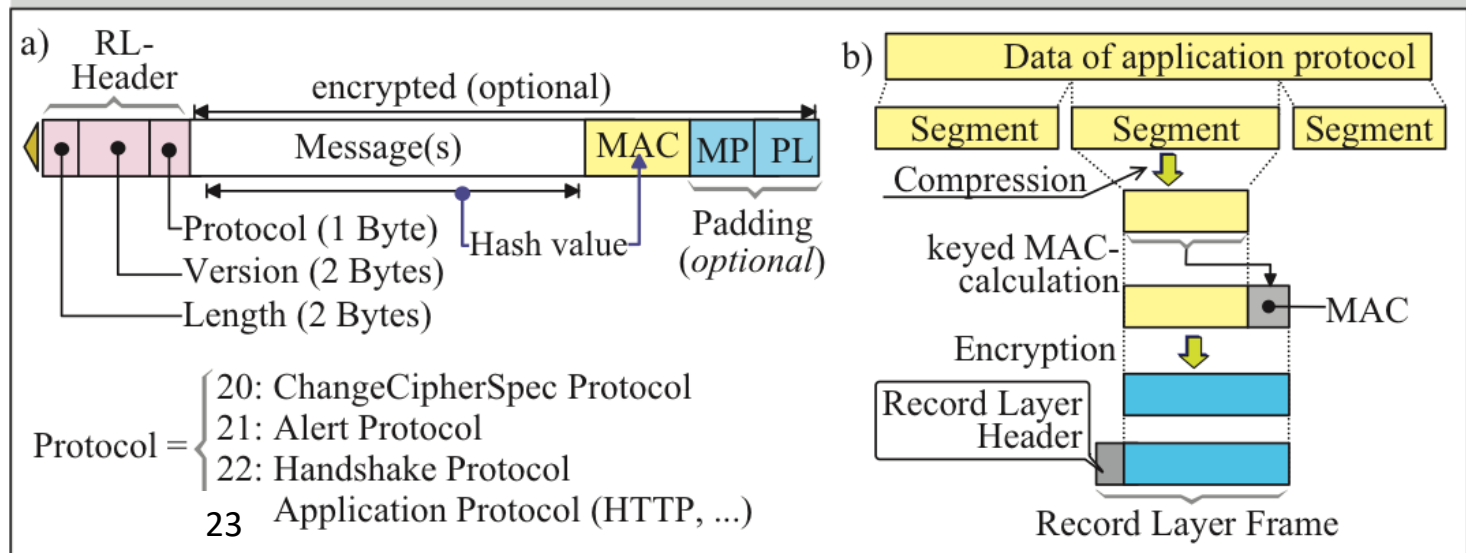 a)
RL-
Header
encrypted (optional)
Message(s)
MAC
MP
PL
Protocol (1 Byte)
Version (2 Bytes)
Length (2 Bytes)
Hash value
Padding
(optional)
Protocol =
20: ChangeCipherSpec Protocol
21: Alert Protocol
22: Handshake Protocol
23 Application Protocol (HTTP, ...)
b)
Data of application protocol
Segment
Segment
Segment
Compression
keyed MAC-
calculation
MAC
Encryption
Record Layer
Header
Record Layer Frame